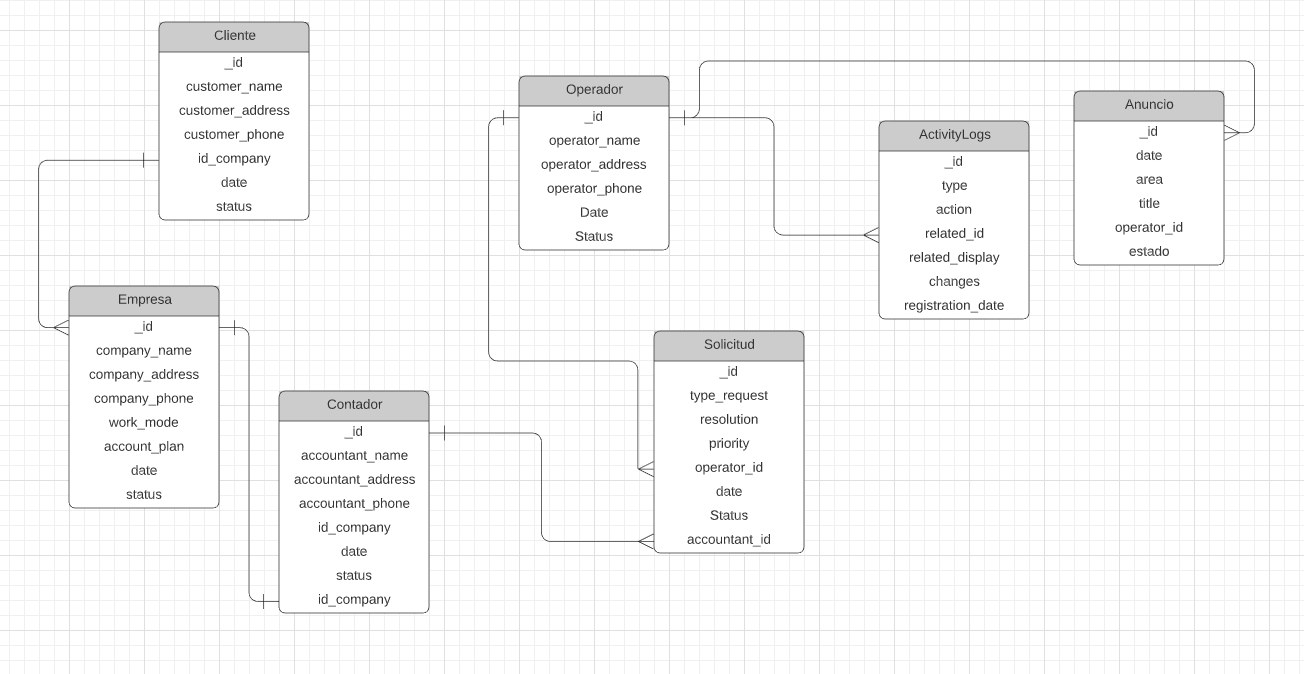 Cliente
_id
customer_name
customer_address
customer_phone
id_company
date
status
Operador
_id
operator_name
operator_address
operator_phone
Date
Status
ActivityLogs
_id
type
action
related_id
related_display
changes
registration_date
Anuncio
_id
date
area
title
operator_id
estado
Empresa
_id
company_name
company_address
company_phone
work_mode
account_plan
date
status
Contador
_id
accountant_name
accountant_address
accountant_phone
id_company
date
status
id_company
Solicitud
_id
type_request
resolution
priority
operator_id
date
Status
accountant_id